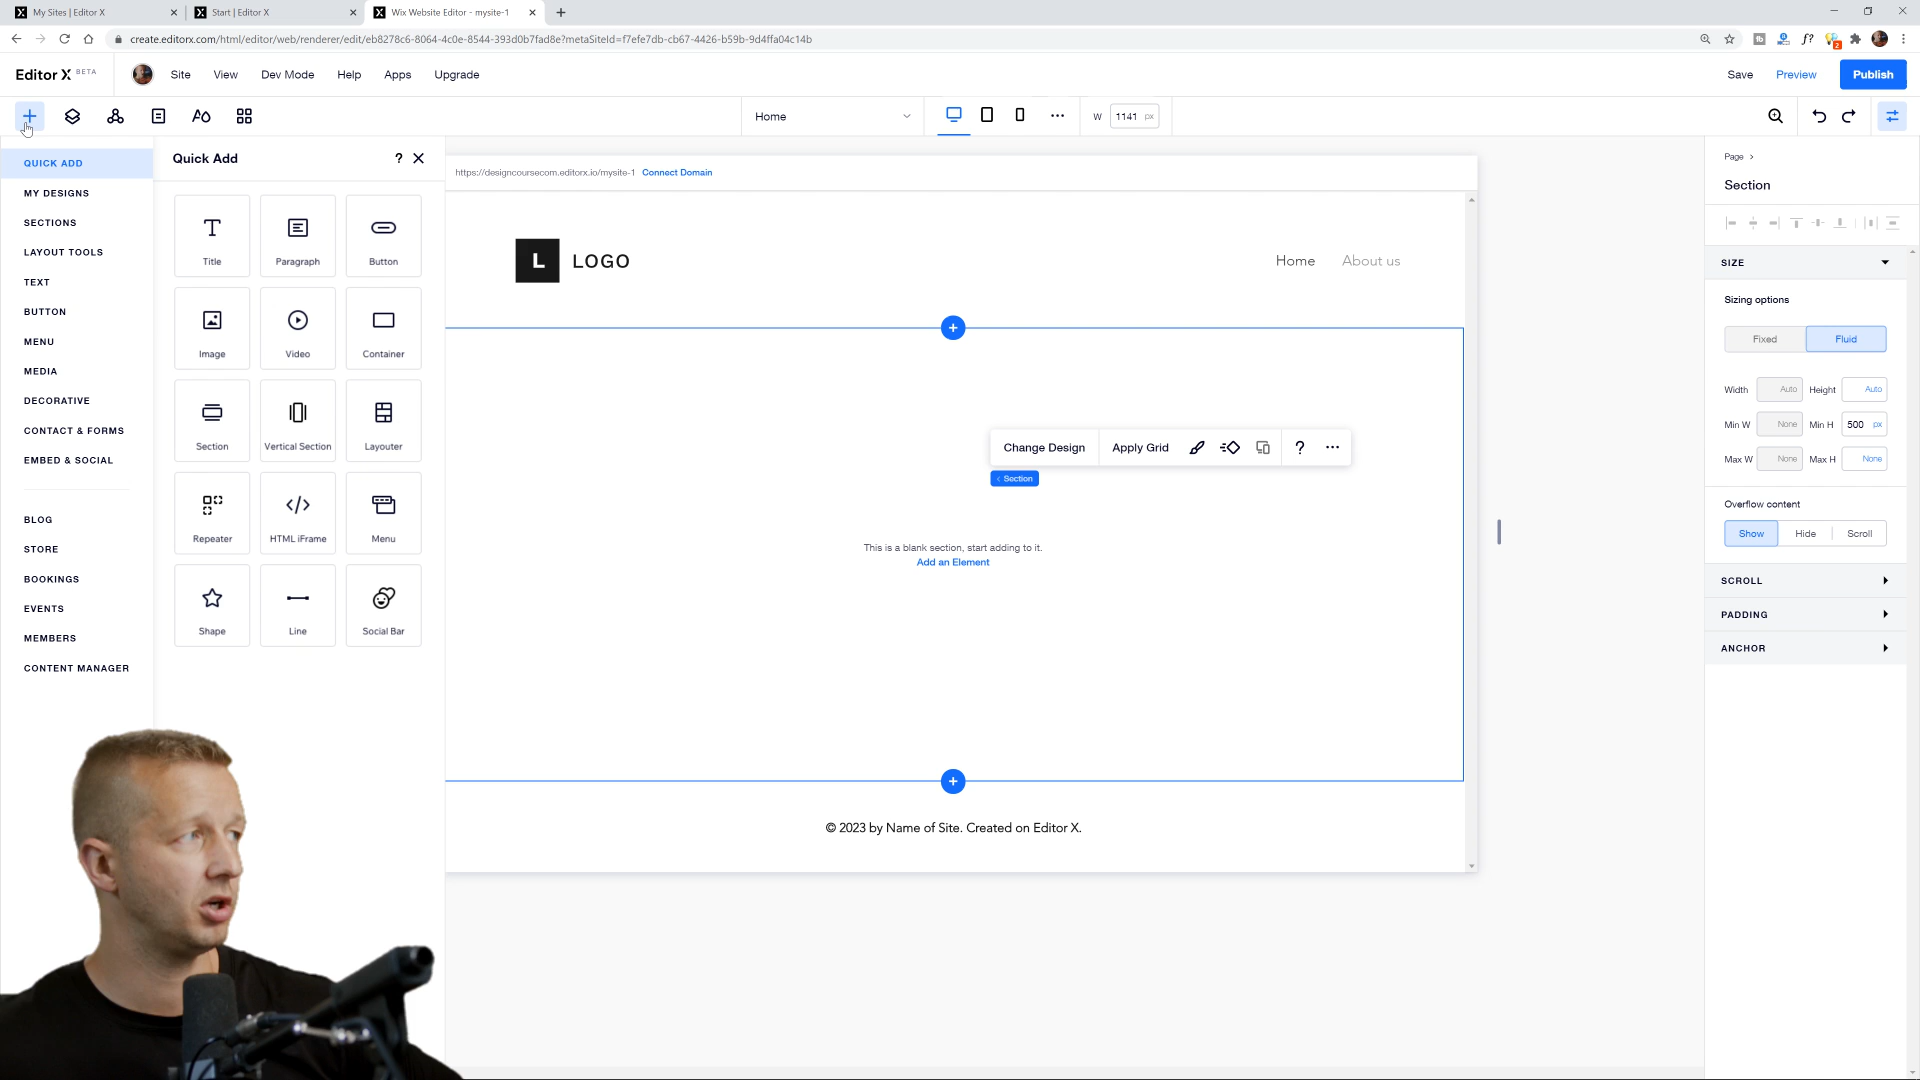 My Sites | Editor X
Start | Editor X
Wix Website Editor - mysite-1
create.editorx.com/html/editor/web/renderer/edit/eb8278c6-8064-4c0e-8544-393d0b7fad8e?metaSiteId=f7efe7db-cb67-4426-b59b-9d4ffa04c14b
Editor X BETA
Site
View
Dev Mode
Help
Apps
Upgrade
Save
Preview
Publish
Home
W 1141 px
QUICK ADD
MY DESIGNS
SECTIONS
LAYOUT TOOLS
TEXT
BUTTON
MENU
MEDIA
DECORATIVE
CONTACT & FORMS
EMBED & SOCIAL
BLOG
STORE
BOOKINGS
EVENTS
MEMBERS
CONTENT MANAGER
Quick Add ?
Title Paragraph Button
Image Video Container
Section Vertical Section Layouter
Repeater HTML iFrame Menu
Shape Line Social Bar
https://designcoursecom.editorx.io/mysite-1 Connect Domain
L LOGO
Home About us
Change Design Apply Grid ?
< Section
This is a blank section, start adding to it.
Add an Element
© 2023 by Name of Site. Created on Editor X.
Page >
Section
SIZE
Sizing options
Fixed Fluid
Width Auto Height Auto
Min W None Min H 500 px
Max W None Max H None
Overflow content
Show Hide Scroll
SCROLL
PADDING
ANCHOR